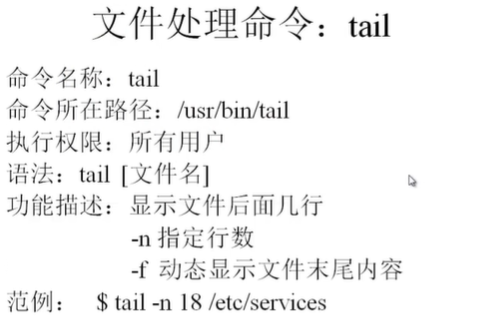 文件处理命令：tail
命令名称：tail
命令所在路径：/usr/bin/tail
执行权限：所有用户
语法：tail [文件名]
功能描述：显示文件后面几行
-n 指定行数
-f 动态显示文件末尾内容
范例： $ tail -n 18 /etc/services